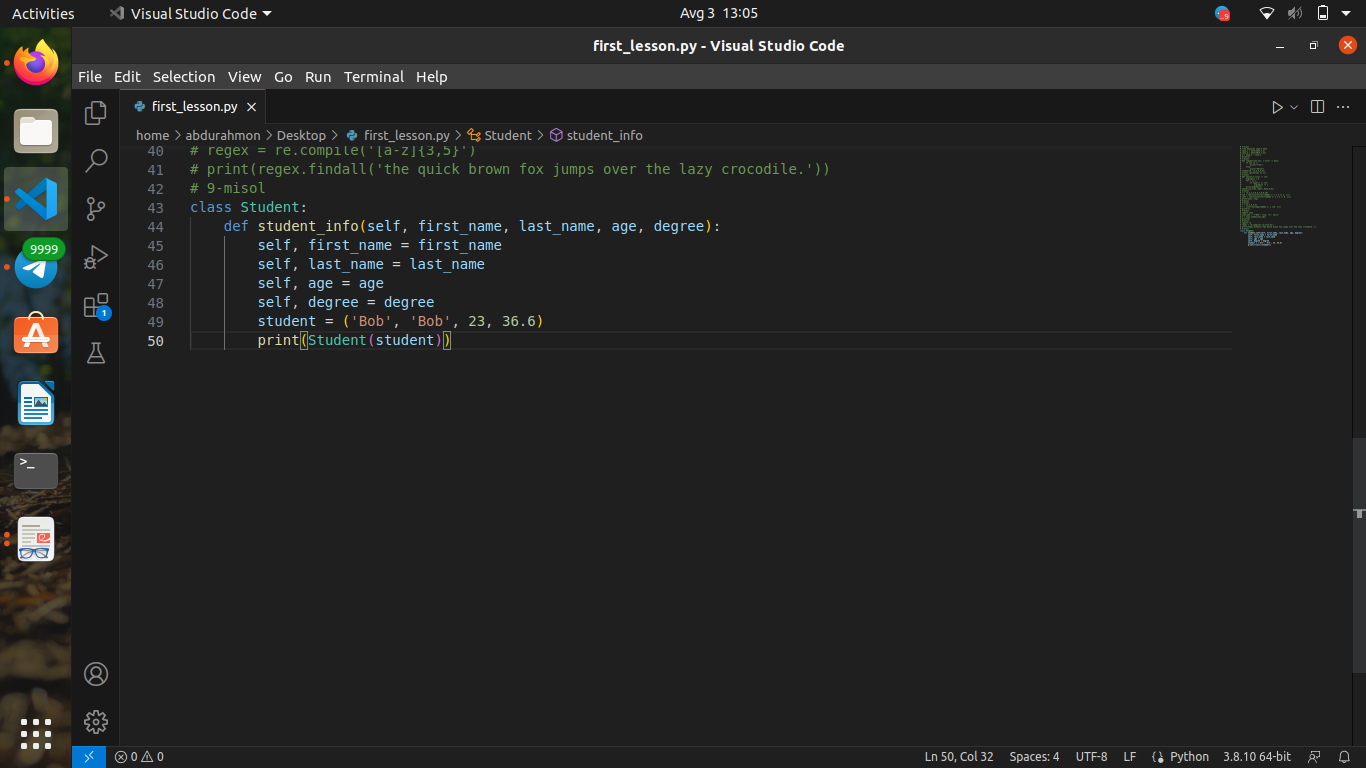 Activities
Visual Studio Code
Avg 3 13:05
9
first_lesson.py - Visual Studio Code
File Edit Selection View Go Run Terminal Help
first_lesson.py
home > abdurahmon > Desktop > first_lesson.py > Student > student_info
40 # regex = re.compile('[a-z]{3,5}')
41 # print(regex.findall('the quick brown fox jumps over the lazy crocodile.'))
42 # 9-misol
43 class Student:
44     def student_info(self, first_name, last_name, age, degree):
45         self, first_name = first_name
46         self, last_name = last_name
47         self, age = age
48         self, degree = degree
49         student = ('Bob', 'Bob', 23, 36.6)
50         print(Student(student))
9999
1
>_
0 0
Ln 50, Col 32
Spaces: 4
UTF-8
LF
Python
3.8.10 64-bit